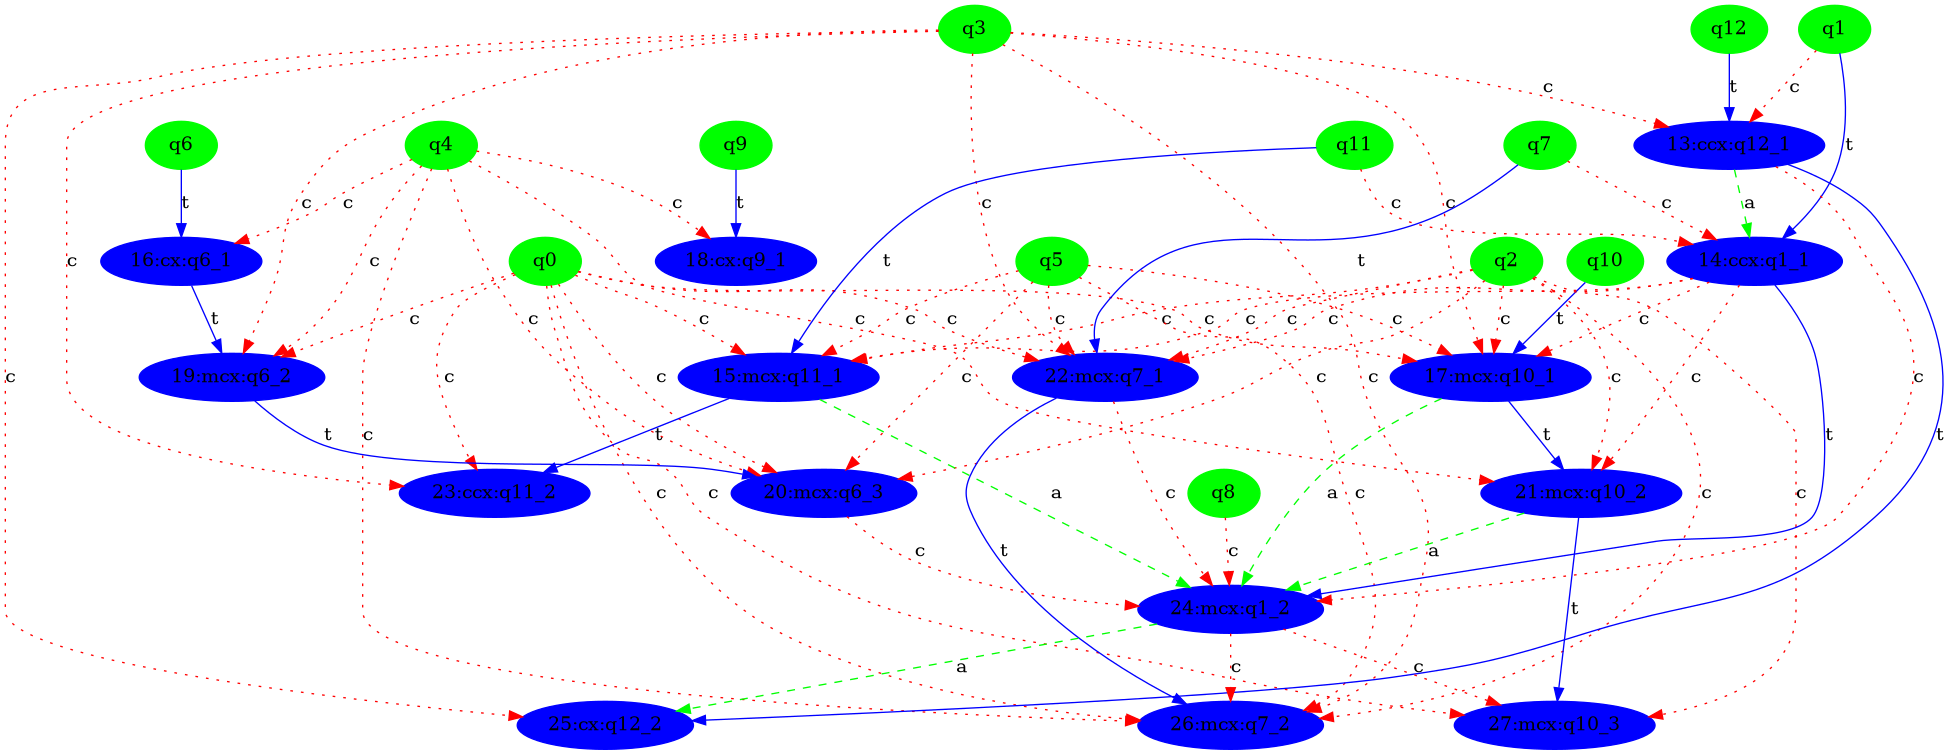 q3 q12 q1
c t c
q6 q4 q9 q11 q7 13:ccx:q12_1
t
t c c c t c c c c a
16:cx:q6_1 q0 18:cx:q9_1 q5 q2 q10 14:ccx:q1_1
c c t t
t c c c c c c c c c t c
19:mcx:q6_2 15:mcx:q11_1 22:mcx:q7_1 17:mcx:q10_1
c c c c c c c c c
t c t t t t
23:ccx:q11_2 20:mcx:q6_3 q8 21:mcx:q10_2
c c a c a c c c
t c c a
24:mcx:q1_2 t
a c c
25:cx:q12_2 26:mcx:q7_2 27:mcx:q10_3